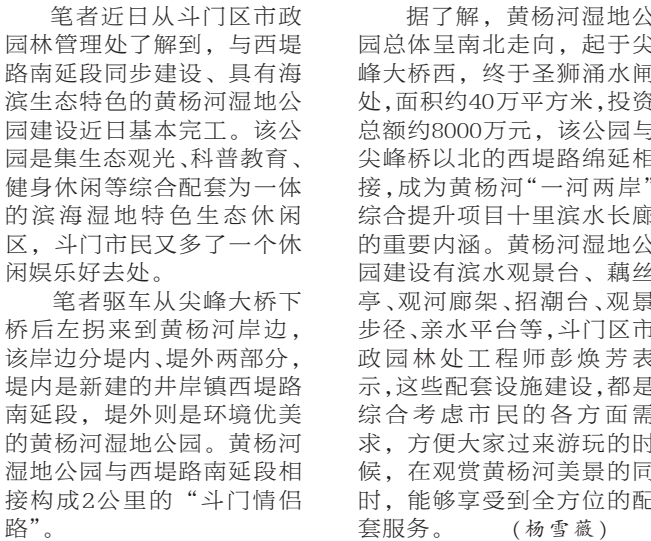 笔者近日从斗门区市政
园林管理处了解到，与西堤
路南延段同步建设、具有海
滨生态特色的黄杨河湿地公
园建设近日基本完工。该公
园是集生态观光、科普教育、
健身休闲等综合配套为一体
的滨海湿地特色生态休闲
区，斗门市民又多了一个休
闲娱乐好去处。
笔者驱车从尖峰大桥下
桥后左拐来到黄杨河岸边，
该岸边分堤内、堤外两部分，
堤内是新建的井岸镇西堤路
南延段，堤外则是环境优美
的黄杨河湿地公园。黄杨河
湿地公园与西堤路南延段相
接构成2公里的“斗门情侣
路”。
据了解，黄杨河湿地公
园总体呈南北走向，起于尖
峰大桥西，终于圣狮涌水闸
处，面积约40万平方米，投资
总额约8000万元，该公园与
尖峰桥以北的西堤路绵延相
接，成为黄杨河“一河两岸”
综合提升项目十里滨水长廊
的重要内涵。黄杨河湿地公
园建设有滨水观景台、藕丝
亭、观河廊架、招潮台、观景
步径、亲水平台等，斗门区市
政园林处工程师彭焕芳表
示，这些配套设施建设，都是
综合考虑市民的各方面需
求，方便大家过来游玩的时
候，在观赏黄杨河美景的同
时，能够享受到全方位的配
套服务。 (杨雪薇)